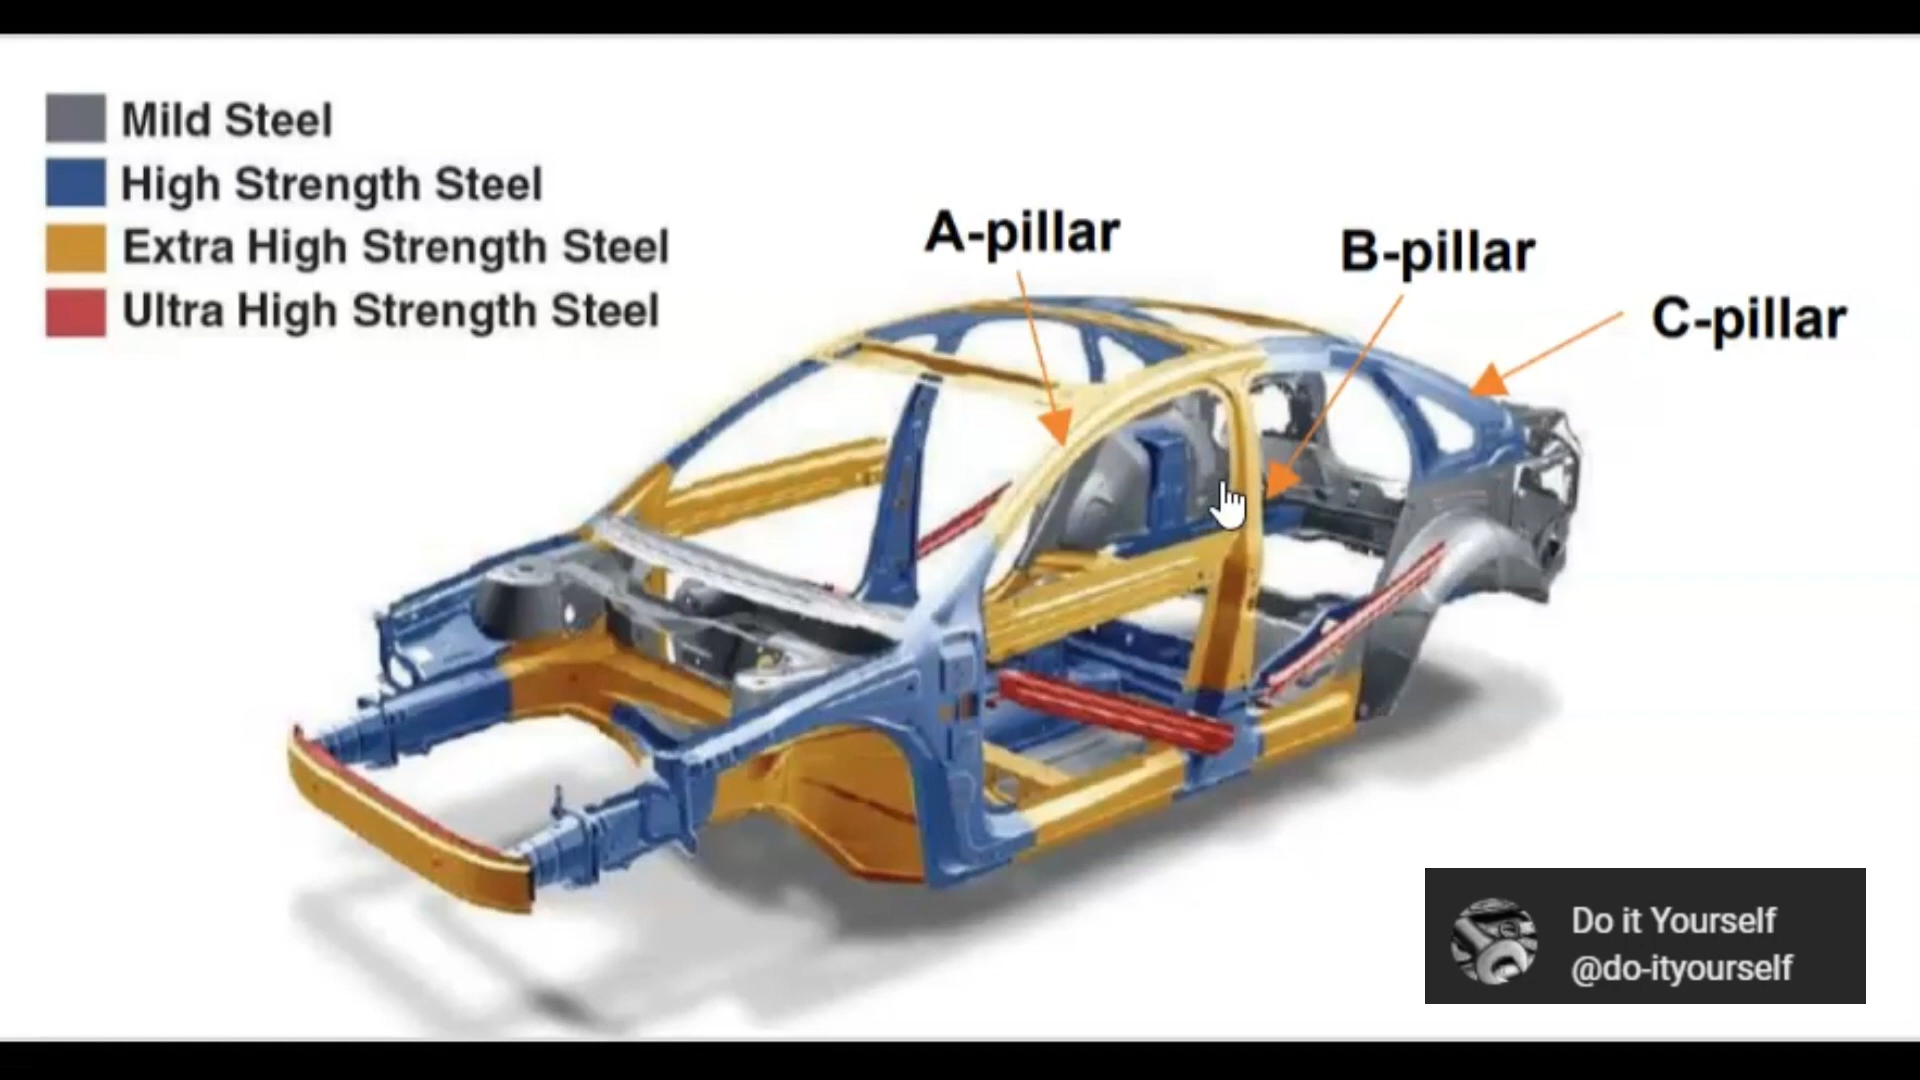 Mild Steel
High Strength Steel
Extra High Strength Steel
Ultra High Strength Steel
A-pillar
B-pillar
C-pillar
Do it Yourself
@do-ityourself